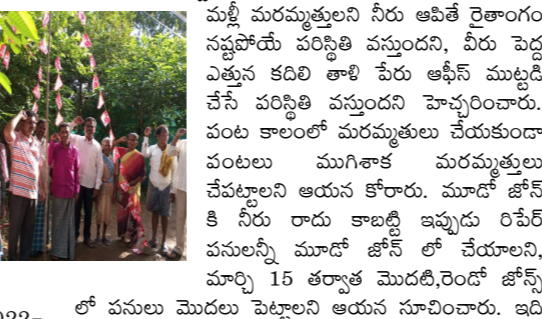 మళ్లీ మరమ్మత్తులని నీరు ఆపితే రైతాంగం
నష్టపోయే పరిస్థితి వస్తుందని, వీరు పెద్ద
ఎత్తున కదిలి తాళి పేరు ఆఫీస్ ముట్టడి
చేసే పరిస్థితి వస్తుందని హెచ్చరించారు.
పంట కాలంలో మరమ్మతులు చేయకుండా
పంటలు ముగిశాక మరమ్మత్తులు
చేపట్టాలని ఆయన కోరారు. మూడో జోన్
కి నీరు రాదు కాబట్టి ఇప్పుడు రిపేర్
పనులన్నీ మూడో జోన్ లో చేయాలని,
మార్చి 15 తర్వాత మొదటి,రెండో జోన్స్
లో పనులు మొదలు పెట్టాలని ఆయన సూచించారు. ఇది